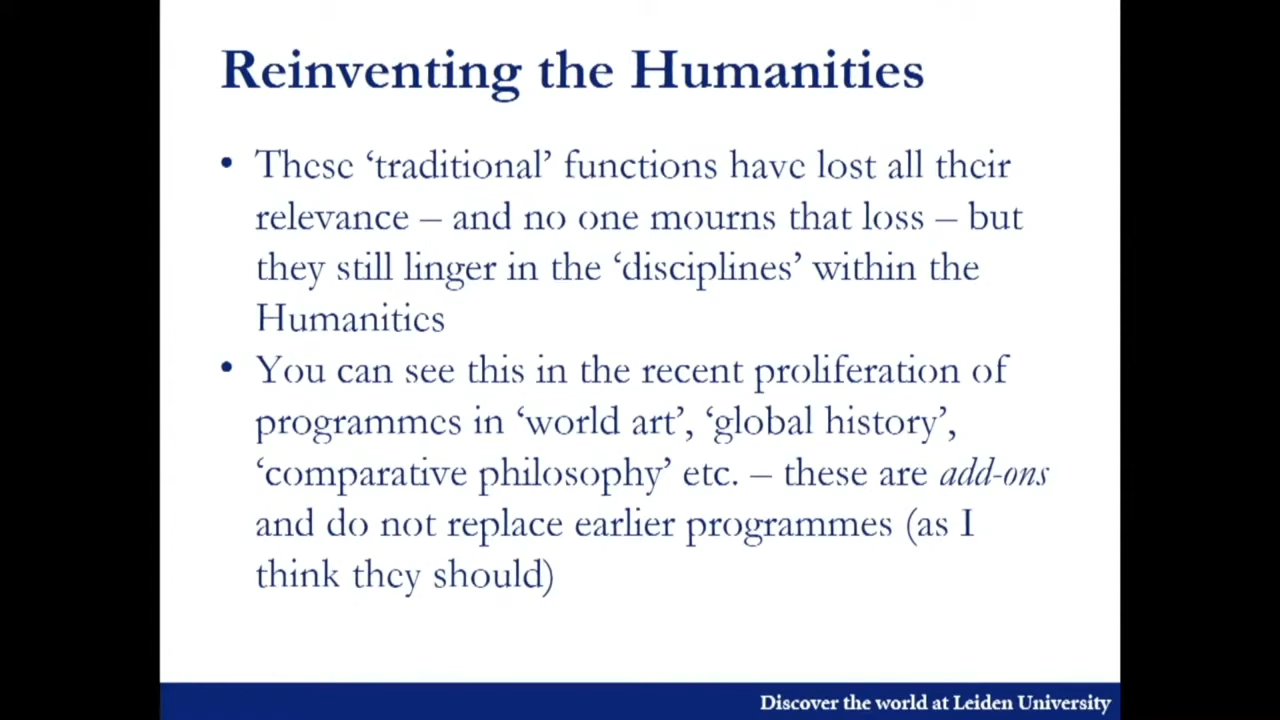 Reinventing the Humanities
• These ‘traditional’ functions have lost all their
relevance – and no one mourns that loss – but
they still linger in the ‘disciplines’ within the
Humanities
• You can see this in the recent proliferation of
programmes in ‘world art’, ‘global history’,
‘comparative philosophy’ etc. – these are add-ons
and do not replace earlier programmes (as I
think they should)
Discover the world at Leiden University